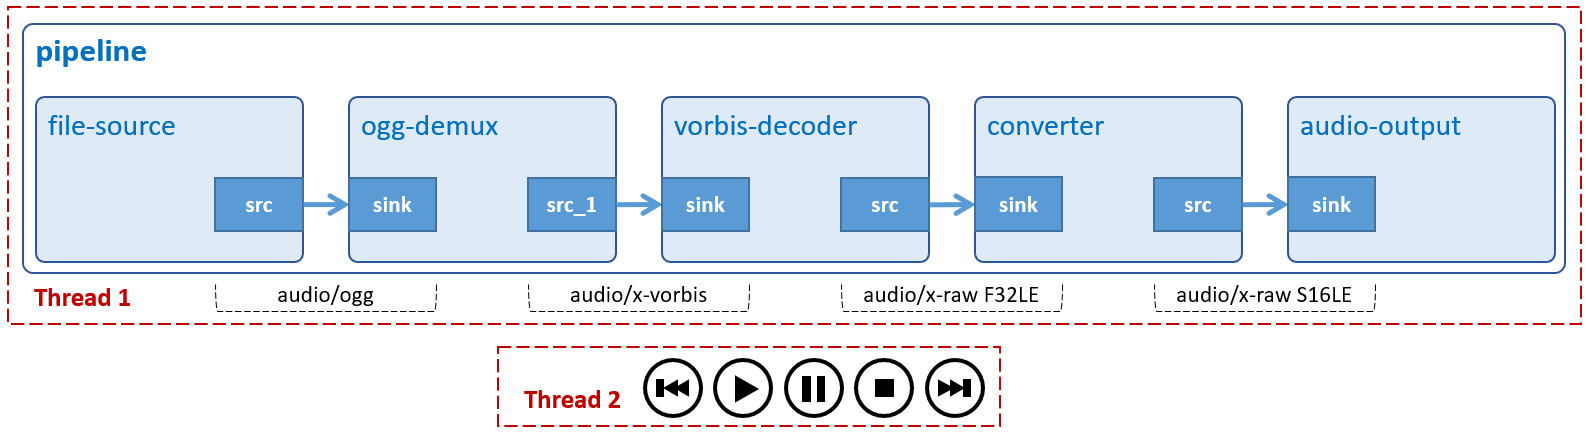 pipeline
file-source
ogg-demux
vorbis-decoder
converter
audio-output
src
sink
src_1
sink
src
sink
src
sink
Thread 1
audio/ogg
audio/x-vorbis
audio/x-raw F32LE
audio/x-raw S16LE
Thread 2